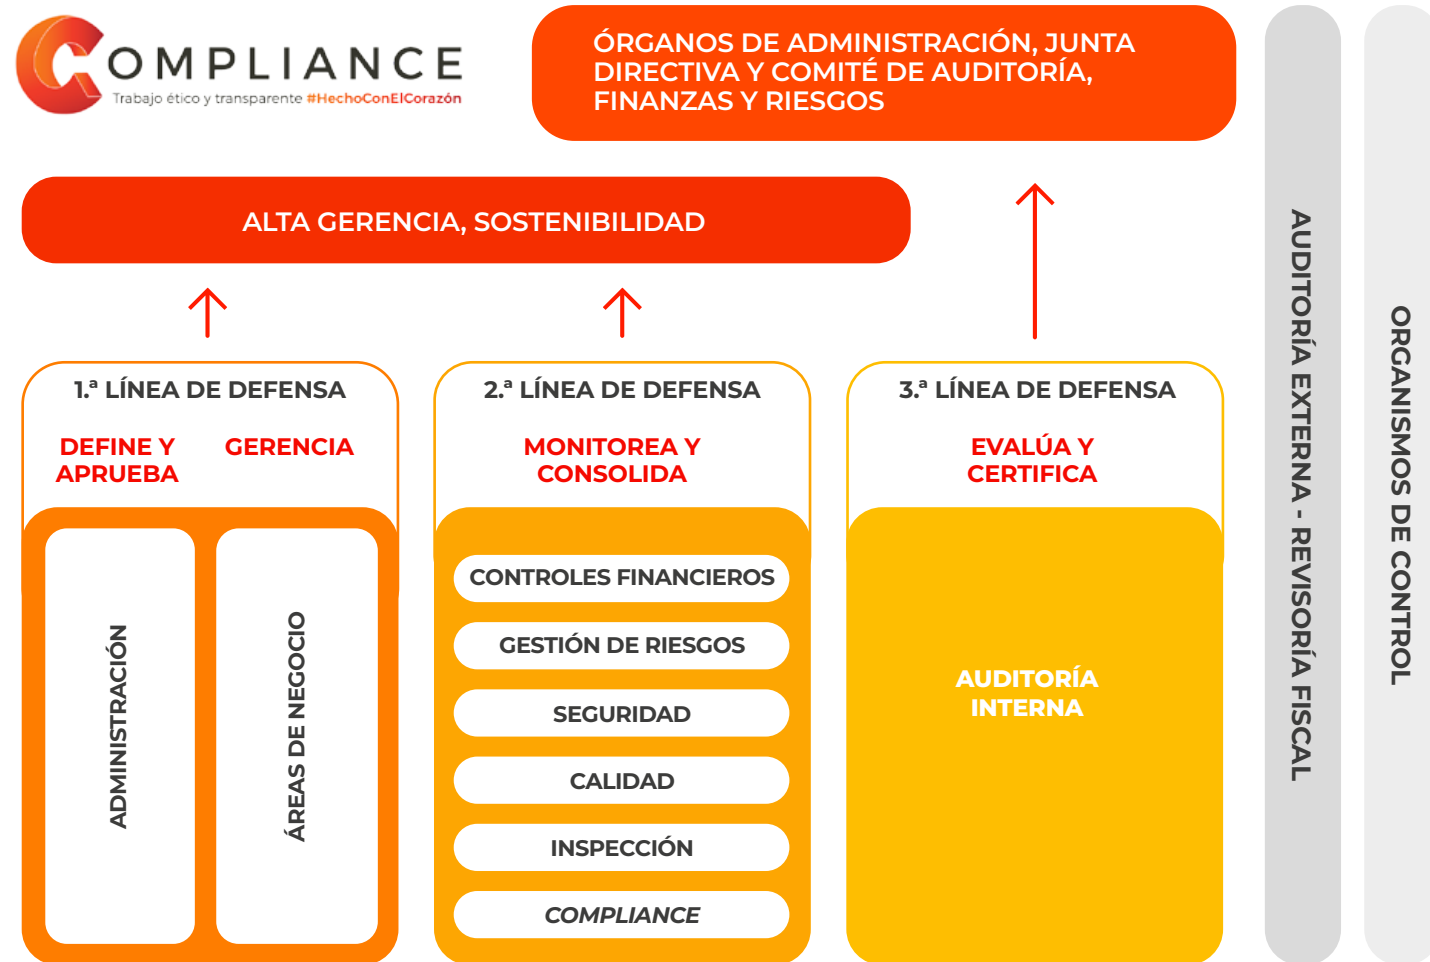 COMPLIANCE
Trabajo ético y transparente #HechoConElCorazón
ÓRGANOS DE ADMINISTRACIÓN, JUNTA
DIRECTIVA Y COMITÉ DE AUDITORÍA,
FINANZAS Y RIESGOS
ALTA GERENCIA, SOSTENIBILIDAD
1.ª LÍNEA DE DEFENSA
DEFINE Y
APRUEBA
GERENCIA
ADMINISTRACIÓN
ÁREAS DE NEGOCIO
2.ª LÍNEA DE DEFENSA
MONITOREA Y
CONSOLIDA
CONTROLES FINANCIEROS
GESTIÓN DE RIESGOS
SEGURIDAD
CALIDAD
INSPECCIÓN
COMPLIANCE
3.ª LÍNEA DE DEFENSA
EVALÚA Y
CERTIFICA
AUDITORÍA
INTERNA
AUDITORÍA EXTERNA - REVISORÍA FISCAL
ORGANISMOS DE CONTROL